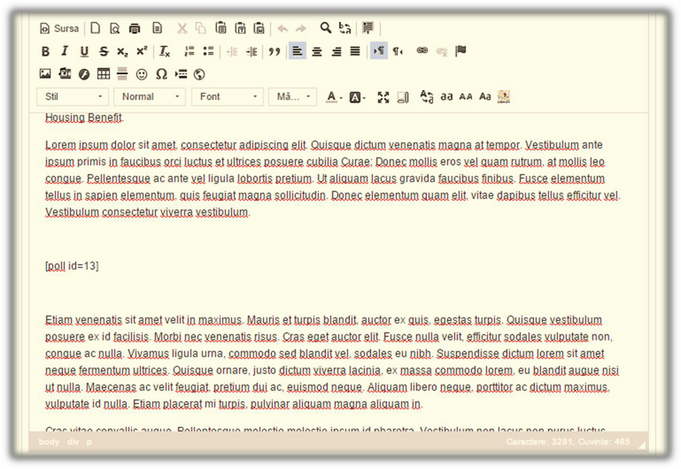 Sursa
Stil Normal Font Mă...
Housing Benefit.
Lorem ipsum dolor sit amet, consectetur adipiscing elit. Quisque dictum venenatis magna at tempor. Vestibulum ante
ipsum primis in faucibus orci luctus et ultrices posuere cubilia Curae; Donec mollis eros vel quam rutrum, at mollis leo
congue. Pellentesque ac ante vel ligula lobortis pretium. Ut aliquam lacus gravida faucibus finibus. Fusce elementum
tellus in sapien elementum, quis feugiat magna sollicitudin. Donec elementum quam elit, vitae dapibus tellus efficitur vel.
Vestibulum consectetur viverra vestibulum.
[poll id=13]
Etiam venenatis sit amet velit in maximus. Mauris et turpis blandit, auctor ex quis, egestas turpis. Quisque vestibulum
posuere ex id facilisis. Morbi nec venenatis risus. Cras eget auctor elit. Fusce nulla velit, efficitur sodales vulputate non,
congue ac nulla. Vivamus ligula urna, commodo sed blandit vel, sodales eu nibh. Suspendisse dictum lorem sit amet
neque fermentum ultrices. Quisque ornare, justo dictum viverra lacinia, ex massa commodo lorem, eu blandit augue nisi
ut nulla. Maecenas ac velit feugiat, pretium dui ac, euismod neque. Aliquam libero neque, porttitor ac dictum maximus,
vulputate id nulla. Etiam placerat mi turpis, pulvinar aliquam magna aliquam in.
Cras vitae convallis augue. Pellentesque molestie molestie ipsum id pharetra. Vestibulum non lacus non purus luctus
body div p Caractere: 3281, Cuvinte: 485